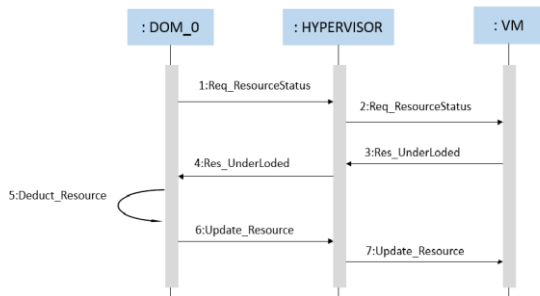 : DOM_0
: HYPERVISOR
: VM
1:Req_ResourceStatus
2:Req_ResourceStatus
3:Res_UnderLoded
4:Res_UnderLoded
5:Deduct_Resource
6:Update_Resource
7:Update_Resource